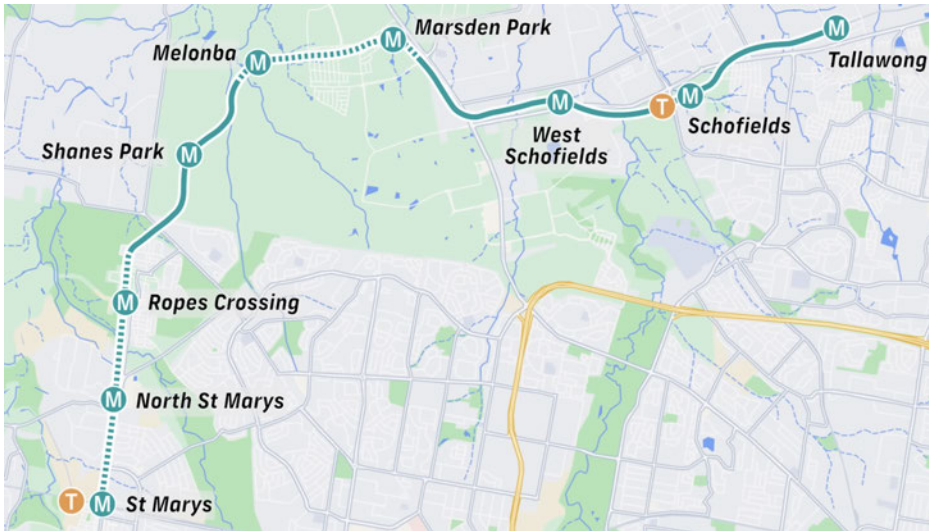 Marsden Park
Melonba
M
M
M
Tallawong
M
T
M
Schofields
West
Schofields
Shanes Park
M
M
Ropes Crossing
M
North St Marys
T
M
St Marys